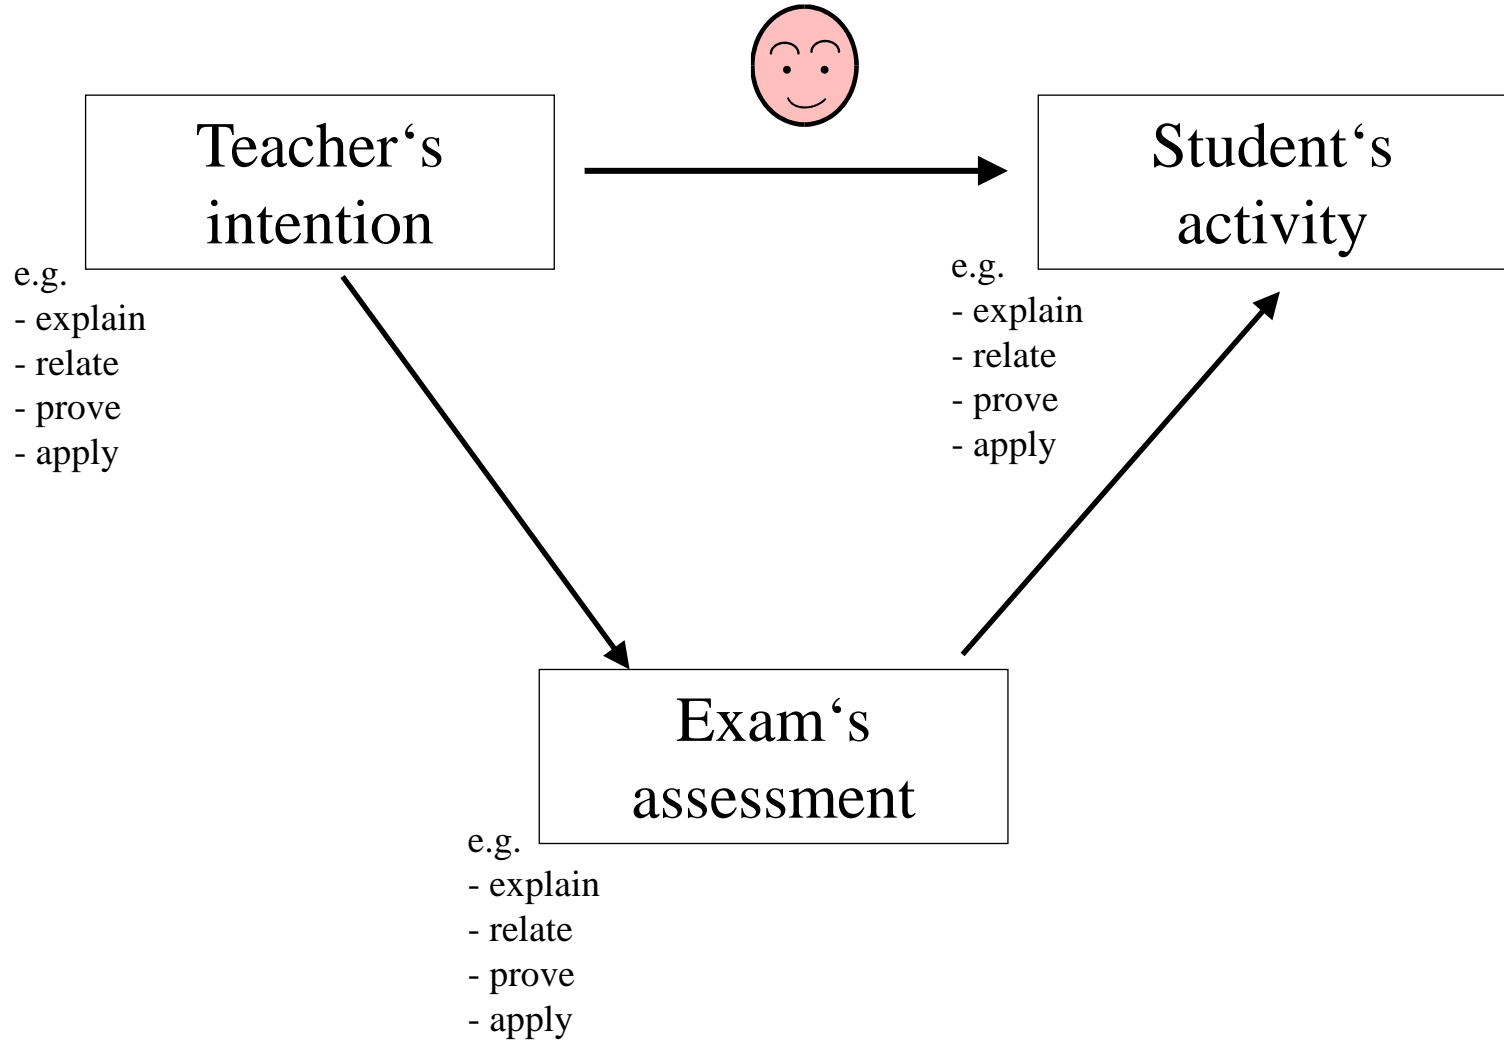 Teacher‘s
intention
e.g.
- explain
- relate
- prove
- apply
Student‘s
activity
e.g.
- explain
- relate
- prove
- apply
Exam‘s
assessment
e.g.
- explain
- relate
- prove
- apply